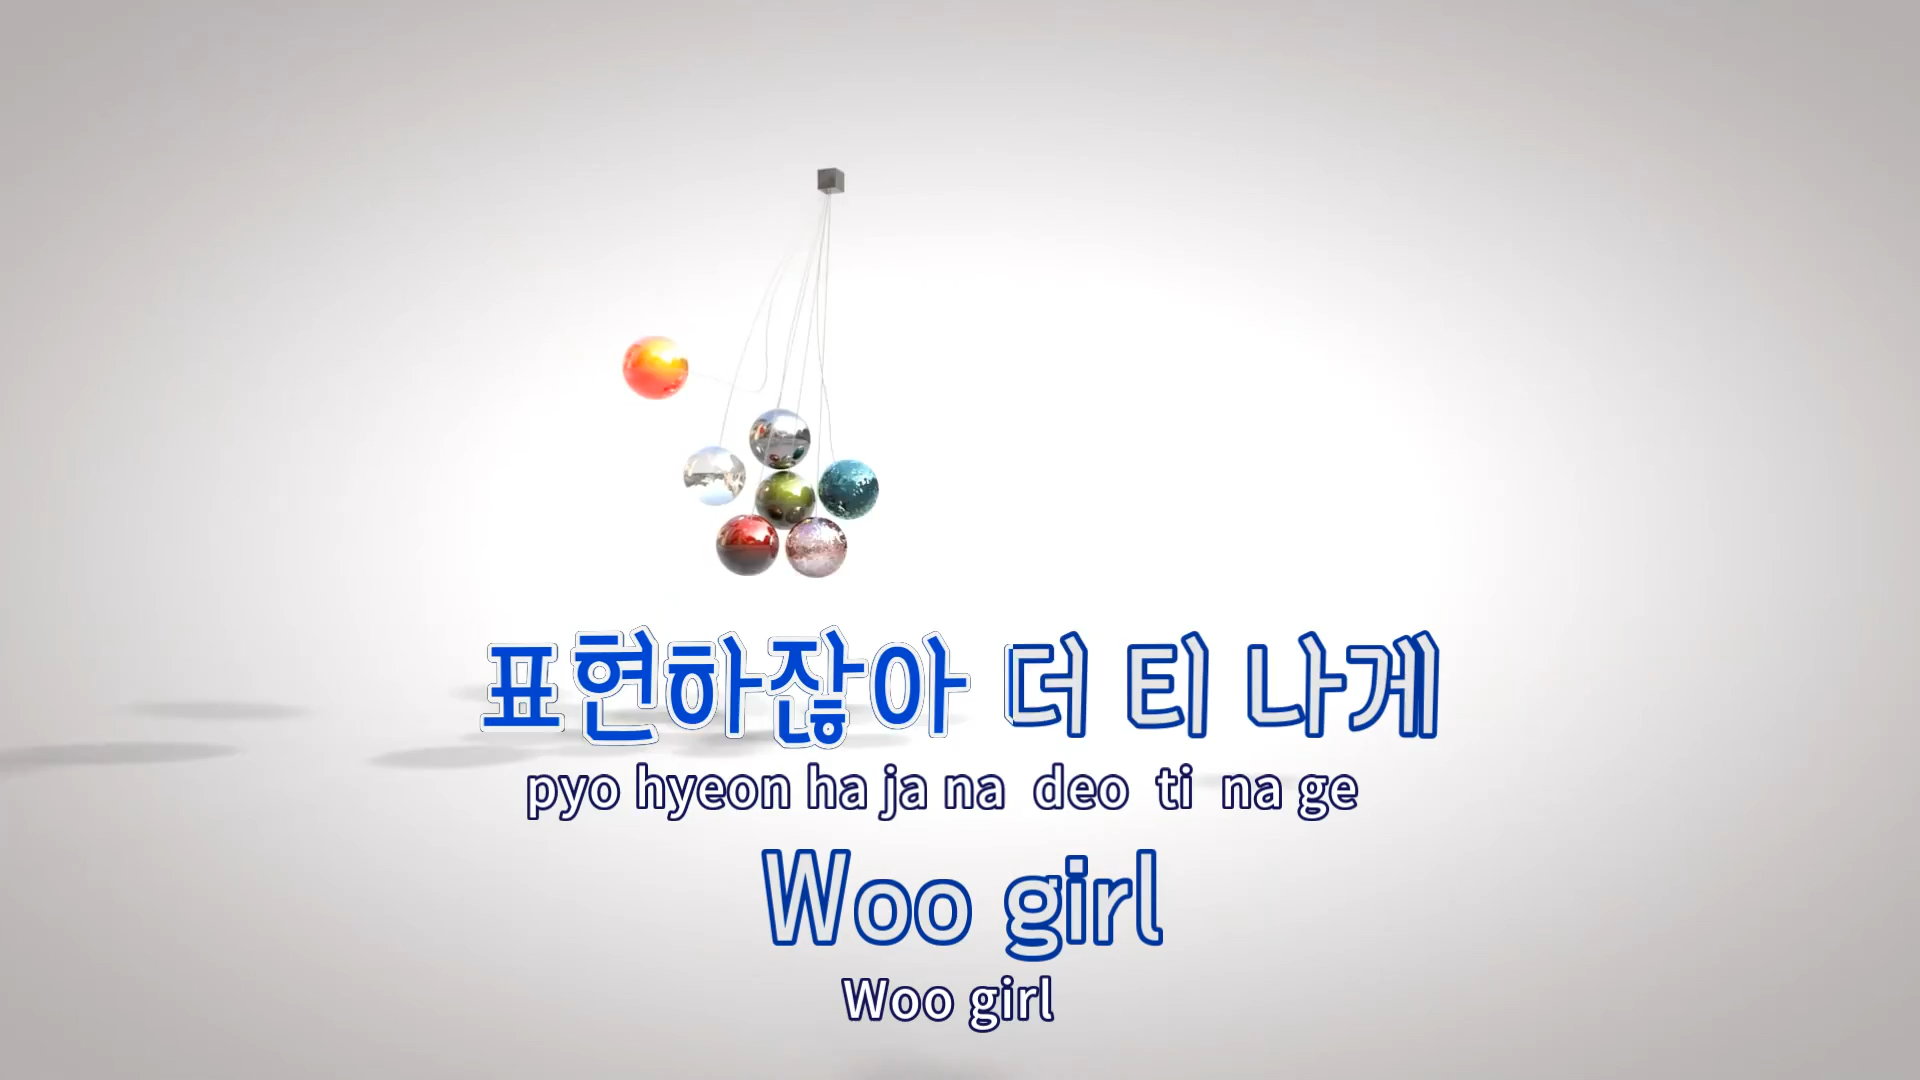 표현하잖아 더 티 나게
pyo hyeon ha ja na deo ti na ge
Woo girl
Woo girl